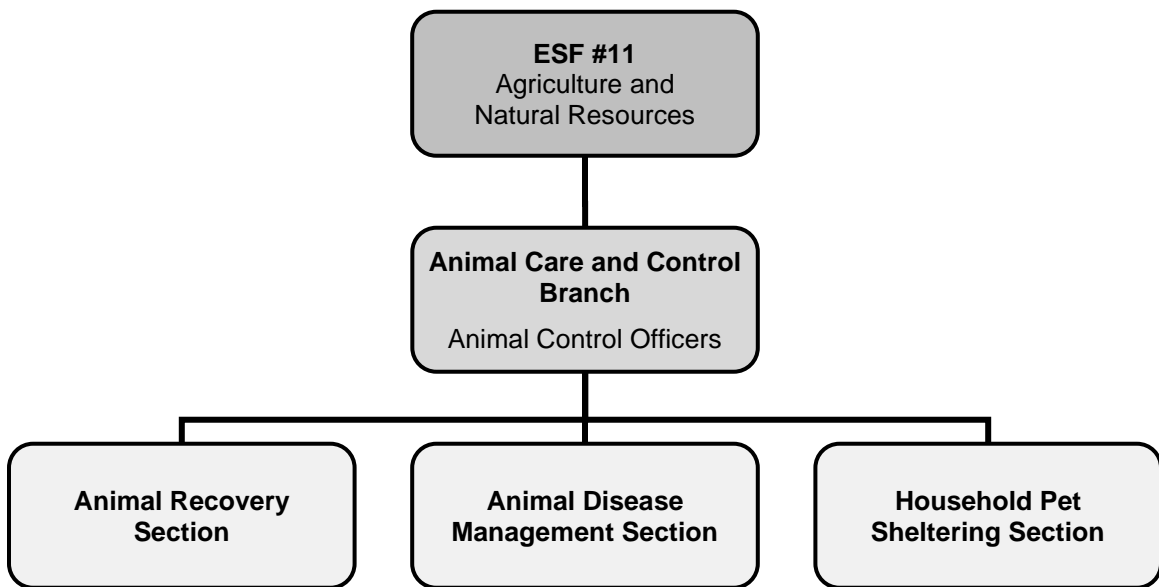 ESF #11
Agriculture and
Natural Resources
Animal Care and Control
Branch
Animal Control Officers
Animal Recovery
Section
Animal Disease
Management Section
Household Pet
Sheltering Section